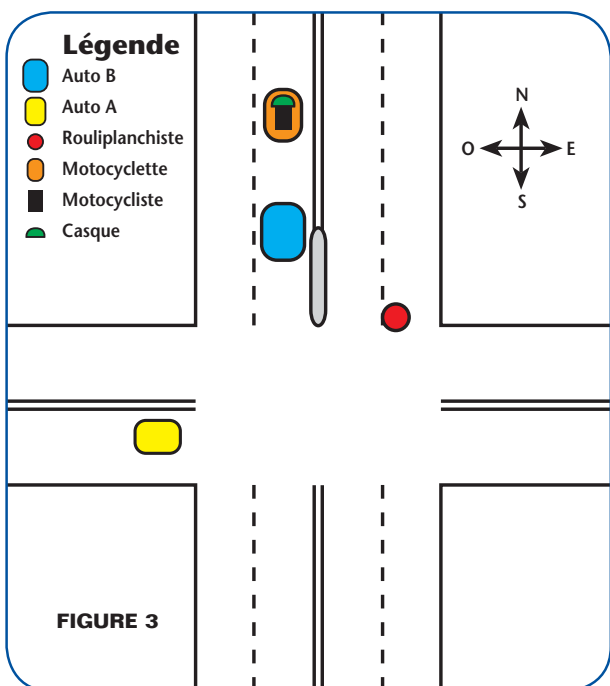 Légende
Auto B
Auto A
Rouliplanchiste
Motocyclette
Motocycliste
Casque
N
O E
S
FIGURE 3